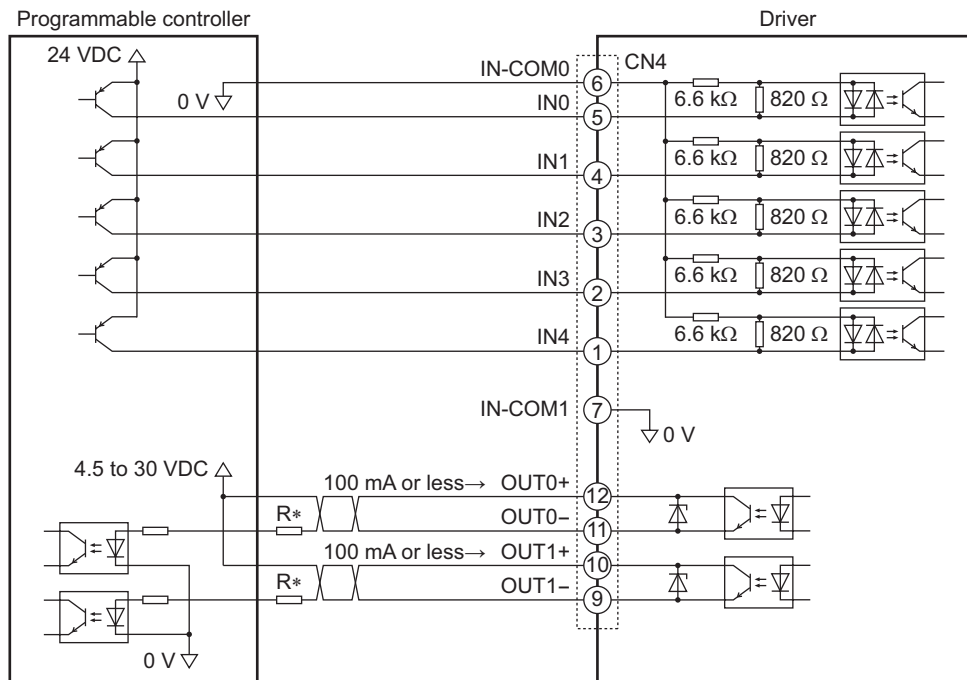 Programmable controller
Driver
24 VDC
IN-COM0
6
CN4
0 V
6.6 kΩ
820 Ω
IN0
5
IN1
4
6.6 kΩ
820 Ω
IN2
3
6.6 kΩ
820 Ω
IN3
2
6.6 kΩ
820 Ω
IN4
1
6.6 kΩ
820 Ω
IN-COM1
7
0 V
4.5 to 30 VDC
100 mA or less→
OUT0+
12
R*
OUT0−
11
100 mA or less→
OUT1+
10
R*
OUT1−
9
0 V